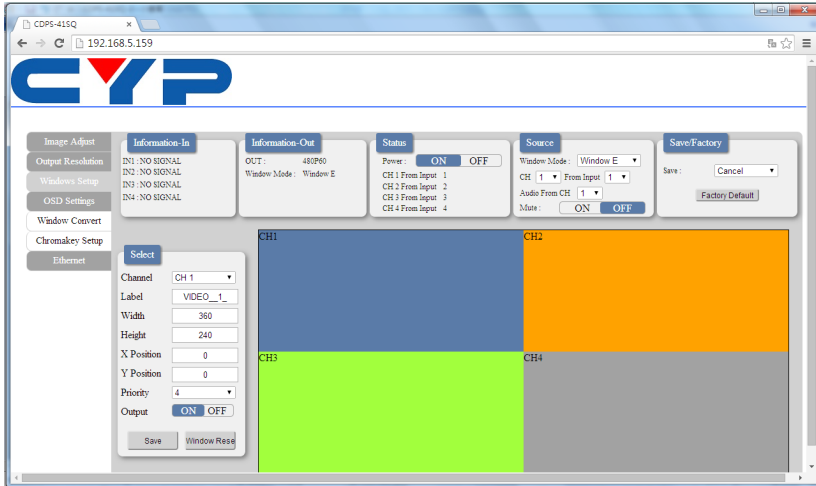 CDPS-41SQ
192.168.5.159
CYP
Image Adjust
Output Resolution
Windows Setup
OSD Settings
Window Convert
Chromakey Setup
Ethernet
Information-In
IN1 : NO SIGNAL
IN2 : NO SIGNAL
IN3 : NO SIGNAL
IN4 : NO SIGNAL
Information-Out
OUT : 480P60
Window Mode : Window E
Status
Power : ON OFF
CH 1 From Input 1
CH 2 From Input 2
CH 3 From Input 3
CH 4 From Input 4
Source
Window Mode : Window E
CH 1 From Input 1
Audio From CH 1
Mute : ON OFF
Save/Factory
Save : Cancel
Factory Default
Select
Channel CH 1
Label VIDEO__1_
Width 360
Height 240
X Position 0
Y Position 0
Priority 4
Output ON OFF
Save Window Rese
CH1
CH2
CH3
CH4